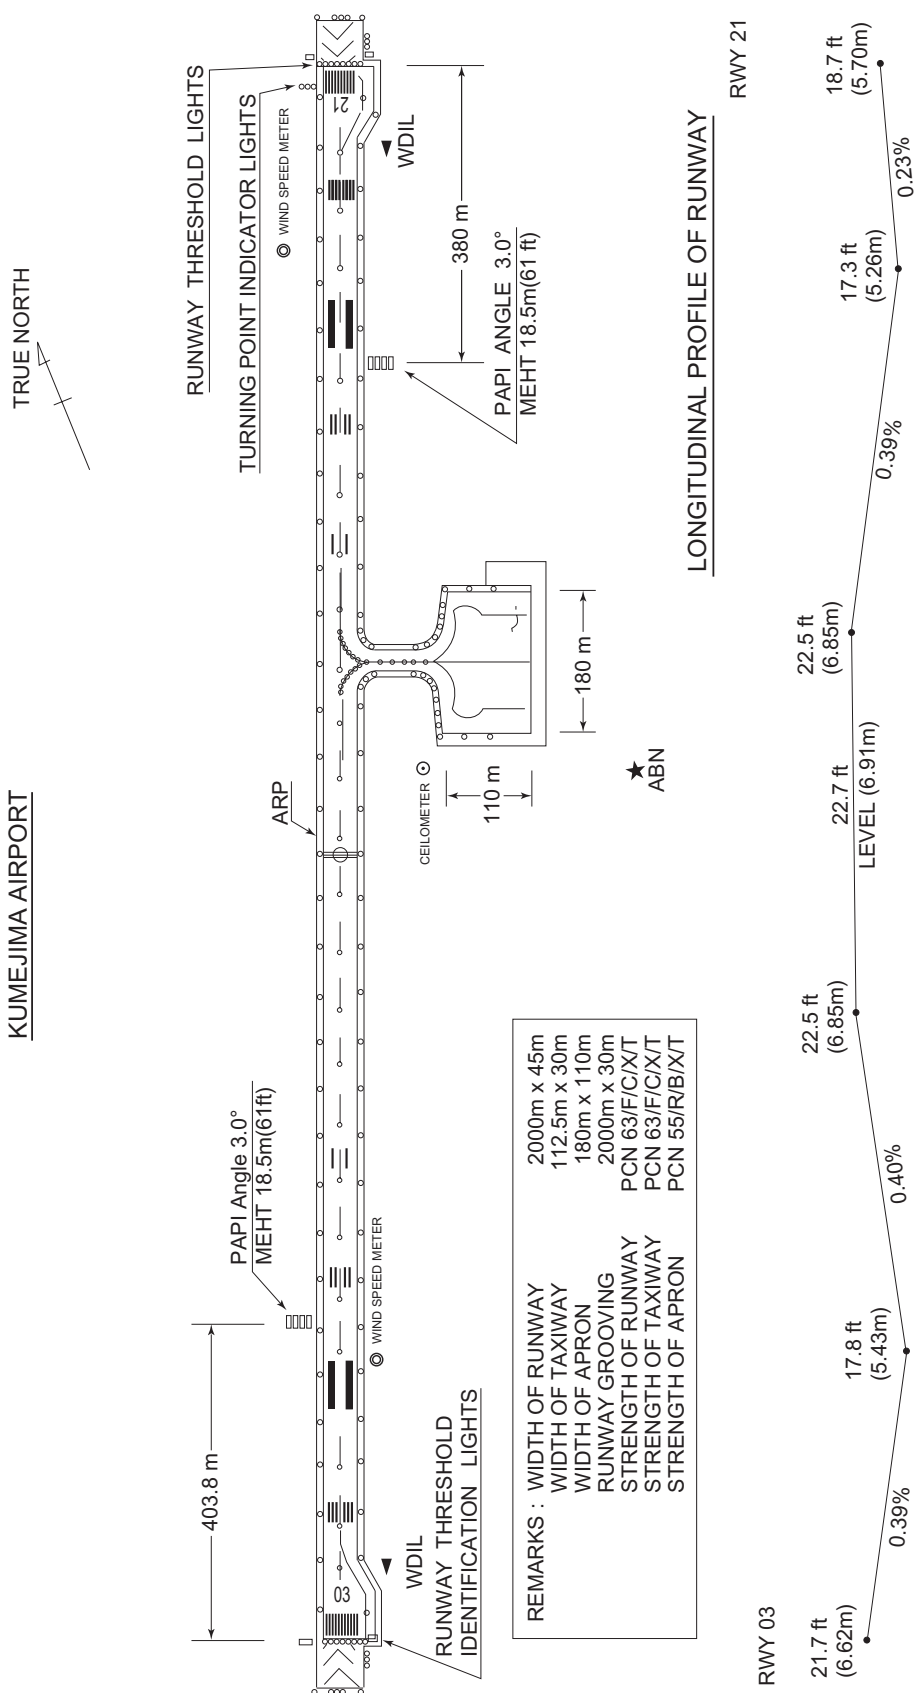 KUMEJIMA AIRPORT
TRUE NORTH
PAPI Angle 3.0°
MEHT 18.5m(61ft)
403.8 m
ARP
RUNWAY THRESHOLD LIGHTS
TURNING POINT INDICATOR LIGHTS
WIND SPEED METER
03
21
WIND SPEED METER
WDIL
RUNWAY THRESHOLD
IDENTIFICATION LIGHTS
CEILOMETER
110 m
180 m
ABN
WDIL
380 m
PAPI ANGLE 3.0°
MEHT 18.5m(61 ft)
REMARKS : WIDTH OF RUNWAY 2000m x 45m
WIDTH OF TAXIWAY 112.5m x 30m
WIDTH OF APRON 180m x 110m
RUNWAY GROOVING 2000m x 30m
STRENGTH OF RUNWAY PCN 63/F/C/X/T
STRENGTH OF TAXIWAY PCN 63/F/C/X/T
STRENGTH OF APRON PCN 55/R/B/X/T
LONGITUDINAL PROFILE OF RUNWAY
RWY 03
RWY 21
21.7 ft
(6.62m)
0.39%
17.8 ft
(5.43m)
0.40%
22.5 ft
(6.85m)
22.7 ft
LEVEL (6.91m)
22.5 ft
(6.85m)
0.39%
17.3 ft
(5.26m)
0.23%
18.7 ft
(5.70m)